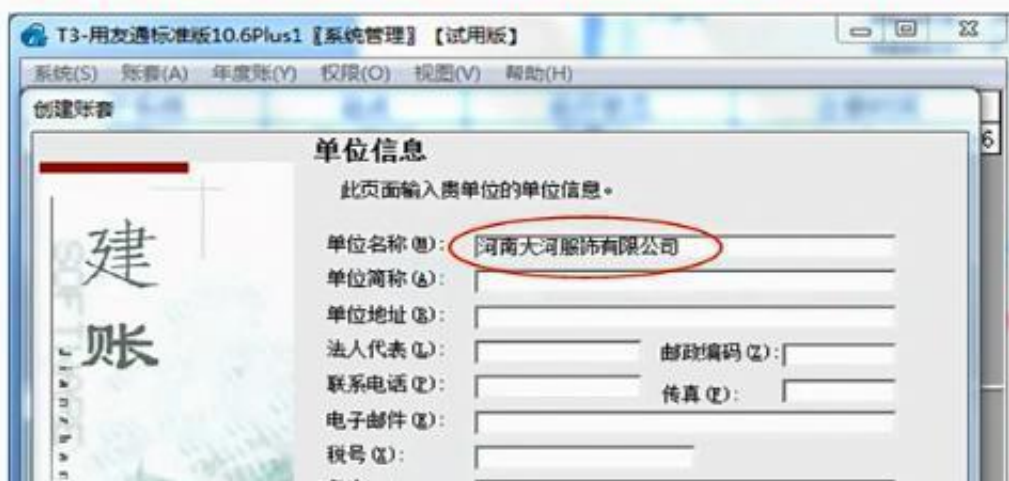 T3-用友通标准版10.6Plus1〖系统管理〗【试用版】
系统(S) 账套(A) 年度账(Y) 权限(O) 视图(V) 帮助(H)
创建账套
6
单位信息
此页面输入贵单位的单位信息。
单位名称(M): 河南大河服饰有限公司
单位简称(A):
单位地址(B):
法人代表(L): 邮政编码(Z):
联系电话(P): 传真(F):
电子邮件(E):
税号(X):
建账
SOFT
Jianzhan